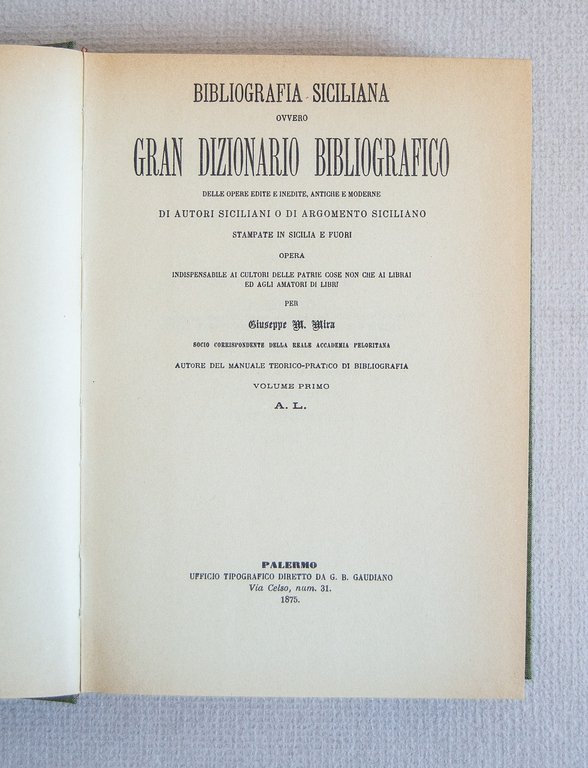 BIBLIOGRAFIA SICILIANA
OVVERO
GRAN DIZIONARIO BIBLIOGRAFICO
DELLE OPERE EDITE E INEDITE, ANTICHE E MODERNE
DI AUTORI SICILIANI O DI ARGOMENTO SICILIANO
STAMPATE IN SICILIA E FUORI
OPERA
INDISPENSABILE AI CULTORI DELLE PATRIE COSE NON CHE AI LIBRAI
ED AGLI AMATORI DI LIBRI
PER
Giuseppe M. Mira
SOCIO CORRISPONDENTE DELLA REALE ACCADEMIA PELORITANA
AUTORE DEL MANUALE TEORICO-PRATICO DI BIBLIOGRAFIA
VOLUME PRIMO
A. L.
PALERMO
UFFICIO TIPOGRAFICO DIRETTO DA G. B. GAUDIANO
Via Celso, num. 31.
1875.